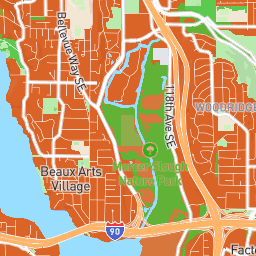 Bellevue Way SE
118th Ave SE
WOODRIDGE
Mercer Slough
Nature Park
Beaux Arts
Village
90
Facto